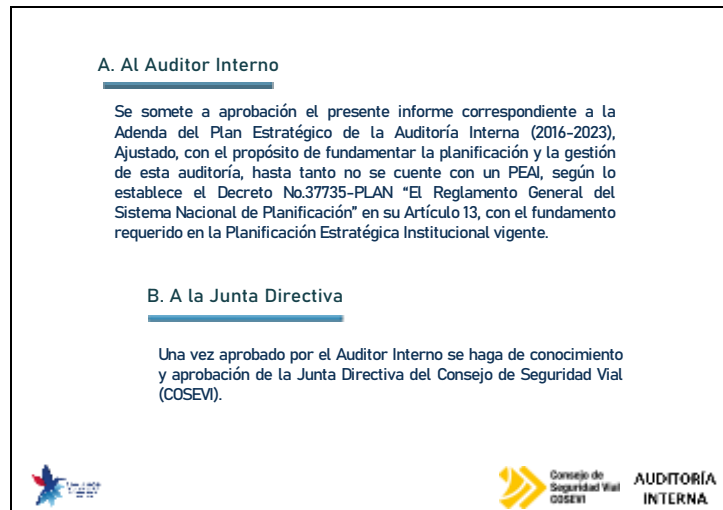 A. Al Auditor Interno
Se somete a aprobación el presente informe correspondiente a la
Adenda del Plan Estratégico de la Auditoría Interna (2016-2023),
Ajustado, con el propósito de fundamentar la planificación y la gestión
de esta auditoría, hasta tanto no se cuente con un PEAI, según lo
establece el Decreto No.37735-PLAN “El Reglamento General del
Sistema Nacional de Planificación” en su Artículo 13, con el fundamento
requerido en la Planificación Estratégica Institucional vigente.
B. A la Junta Directiva
Una vez aprobado por el Auditor Interno se haga de conocimiento
y aprobación de la Junta Directiva del Consejo de Seguridad Vial
(COSEVI).
Consejo de
Seguridad Vial
COSEVI
AUDITORÍA
INTERNA